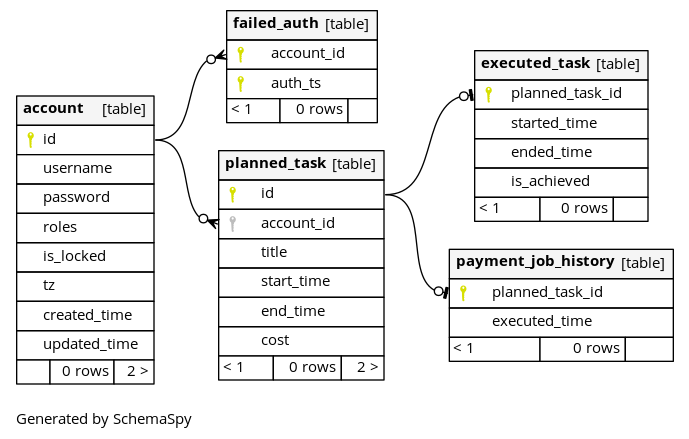 failed_auth [table]
account_id
auth_ts
< 1 0 rows
executed_task [table]
planned_task_id
started_time
ended_time
is_achieved
< 1 0 rows
account [table]
id
username
password
roles
is_locked
tz
created_time
updated_time
0 rows 2 >
planned_task [table]
id
account_id
title
start_time
end_time
cost
< 1 0 rows 2 >
payment_job_history [table]
planned_task_id
executed_time
< 1 0 rows
Generated by SchemaSpy